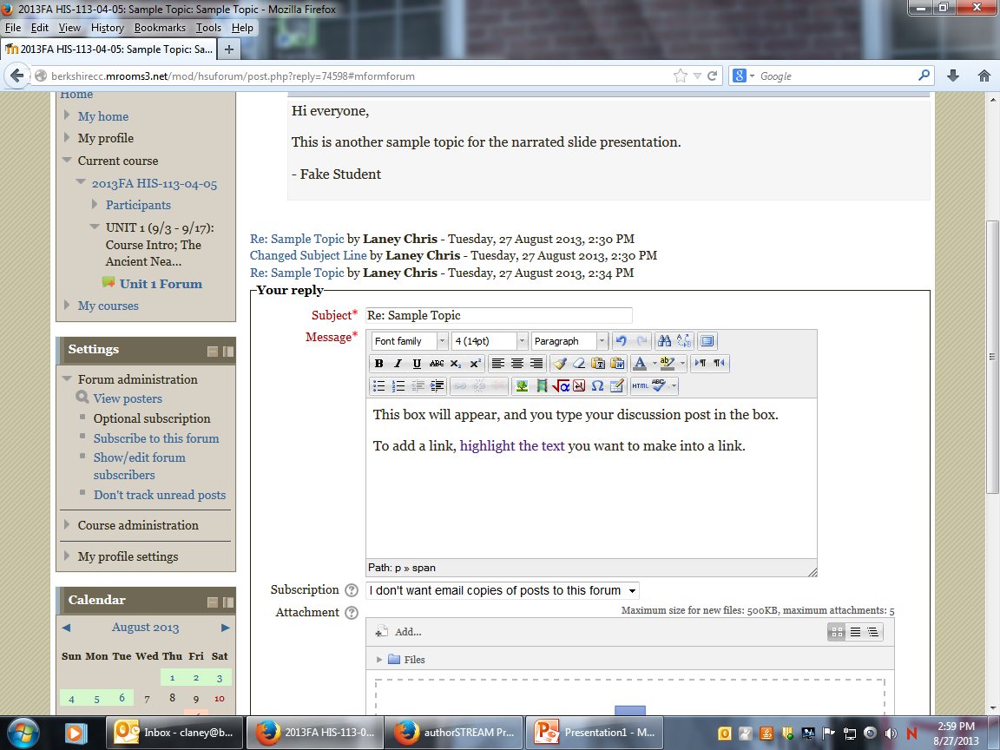 2013FA HIS-113-04-05: Sample Topic: Sample Topic - Mozilla Firefox
File Edit View History Bookmarks Tools Help
2013FA HIS-113-04-05: Sample Topic: Sa...
berkshirecc.mrooms3.net/mod/hsuforum/post.php?reply=74598#mformforum
Google
Home
My home
My profile
Current course
2013FA HIS-113-04-05
Participants
UNIT 1 (9/3 - 9/17):
Course Intro; The
Ancient Nea...
Unit 1 Forum
My courses
Settings
Forum administration
View posters
Optional subscription
Subscribe to this forum
Show/edit forum
subscribers
Don't track unread posts
Course administration
My profile settings
Calendar
August 2013
Sun Mon Tue Wed Thu Fri Sat
1 2 3
4 5 6 7 8 9 10
Hi everyone,
This is another sample topic for the narrated slide presentation.
- Fake Student
Re: Sample Topic by Laney Chris - Tuesday, 27 August 2013, 2:30 PM
Changed Subject Line by Laney Chris - Tuesday, 27 August 2013, 2:30 PM
Re: Sample Topic by Laney Chris - Tuesday, 27 August 2013, 2:34 PM
Your reply
Subject* Re: Sample Topic
Message*
Font family 4 (14pt) Paragraph
B I U ABC X₂ X² A ab
HTML ABC
This box will appear, and you type your discussion post in the box.
To add a link, highlight the text you want to make into a link.
Path: p » span
Subscription I don't want email copies of posts to this forum
Attachment Maximum size for new files: 500KB, maximum attachments: 5
Add...
Files
Inbox - claney@b... 2013FA HIS-113-0... authorSTREAM Pr... Presentation1 - M...
2:59 PM
8/27/2013